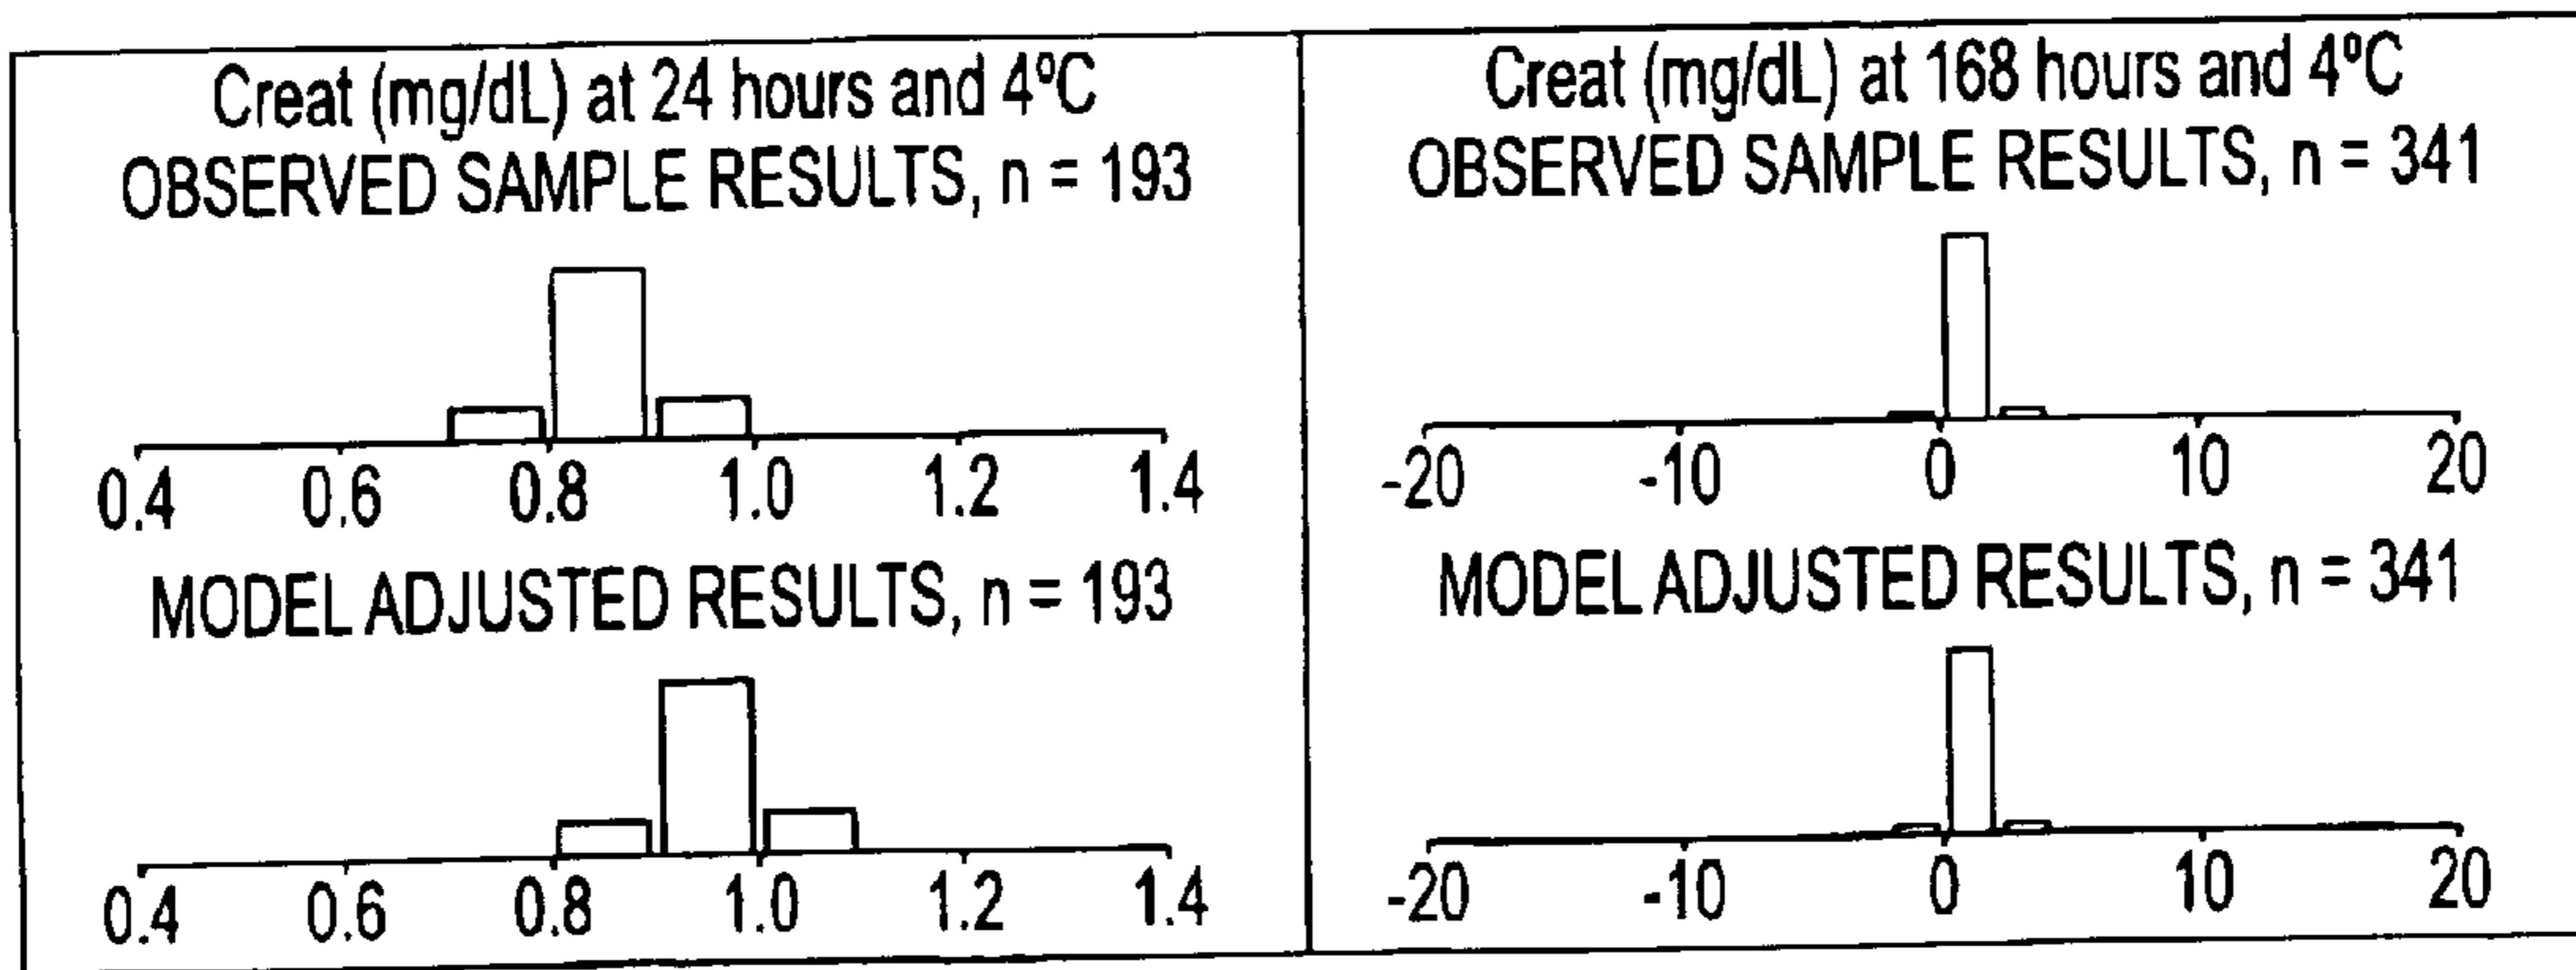 Creat (mg/dL) at 24 hours and 4ºC
OBSERVED SAMPLE RESULTS, n = 193
0.4 0.6 0.8 1.0 1.2 1.4
MODEL ADJUSTED RESULTS, n = 193
0.4 0.6 0.8 1.0 1.2 1.4
Creat (mg/dL) at 168 hours and 4ºC
OBSERVED SAMPLE RESULTS, n = 341
-20 -10 0 10 20
MODEL ADJUSTED RESULTS, n = 341
-20 -10 0 10 20